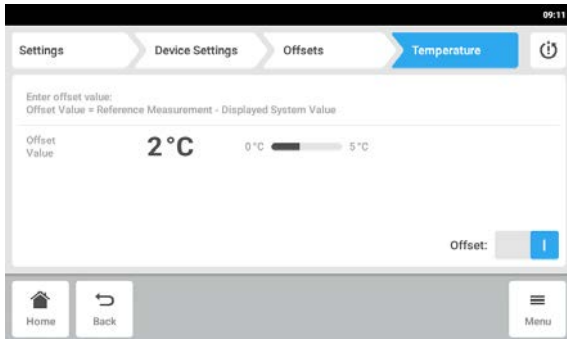 09:11
Settings
Device Settings
Offsets
Temperature
Enter offset value:
Offset Value = Reference Measurement - Displayed System Value
Offset
Value
2°C
0°C
5°C
Offset:
I
Home
Back
Menu